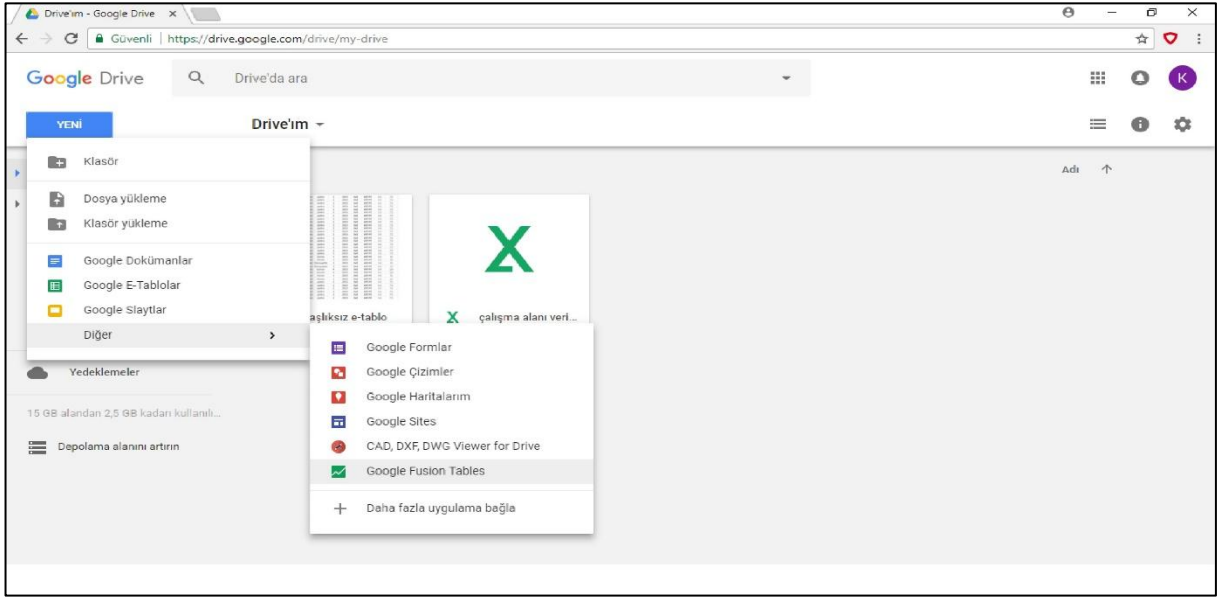 Drive'ım - Google Drive
Güvenli | https://drive.google.com/drive/my-drive
Google Drive Drive'da ara K
YENİ Drive'ım
Klasör
Adı
Dosya yükleme
Klasör yükleme
Google Dokümanlar
Google E-Tablolar
Google Slaytlar
aşlıksız e-tablo çalışma alanı veri...
Diğer
Google Formlar
Google Çizimler
Yedeklemeler
Google Haritalarım
15 GB alandan 2,5 GB kadarı kullanılı...
Google Sites
Depolama alanını artırın
CAD, DXF, DWG Viewer for Drive
Google Fusion Tables
Daha fazla uygulama bağla